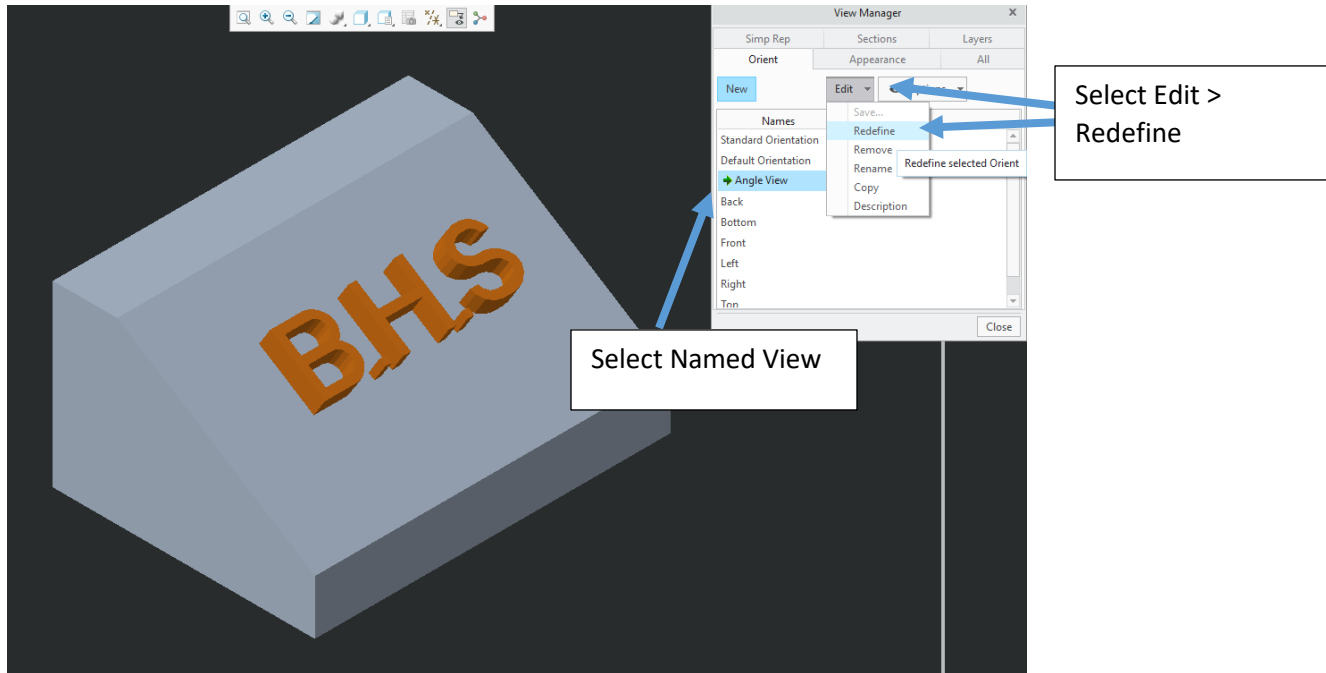 View Manager
Simp Rep Sections Layers
Orient Appearance All
New Edit
Names
Save...
Redefine
Standard Orientation
Remove
Redefine selected Orient
Default Orientation
Rename
Angle View
Copy
Back
Description
Bottom
Front
Left
Right
Top
Close
Select Edit >
Redefine
Select Named View
BHS